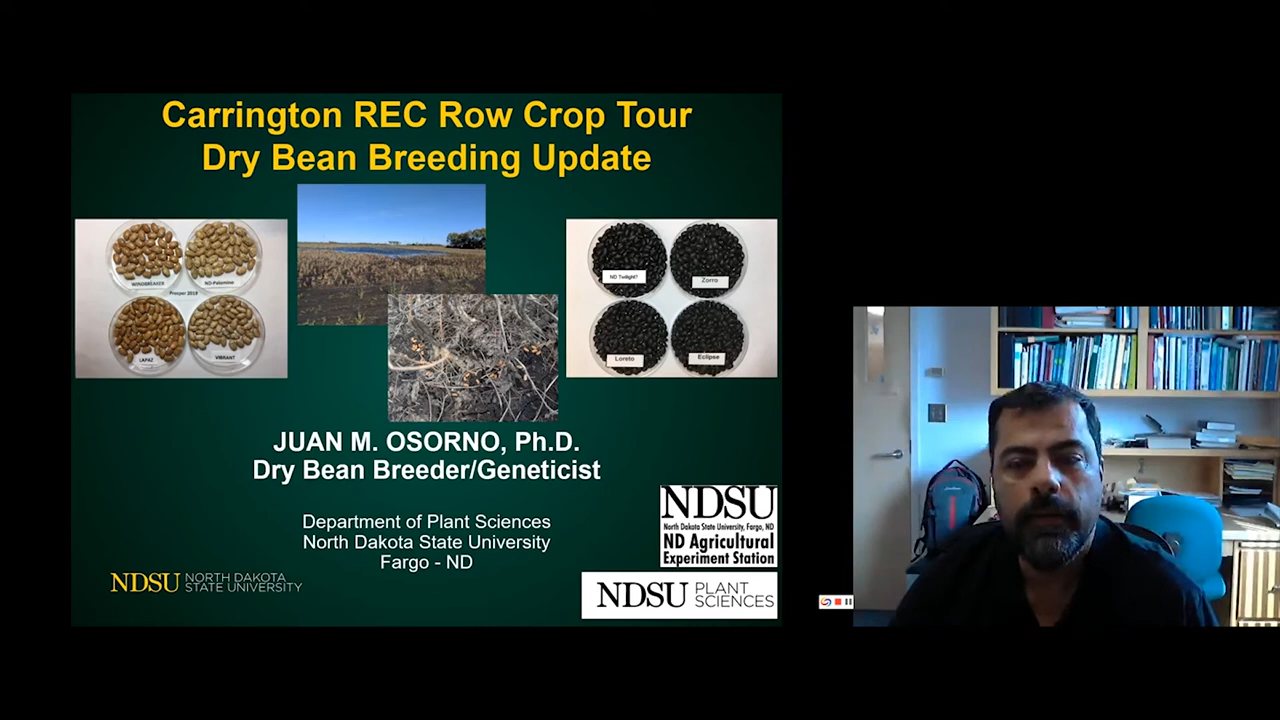 Carrington REC Row Crop Tour
Dry Bean Breeding Update
WINDBREAKER
ND-Palomino
Prosper 2019
LAPAZ
VIBRANT
ND Twilight?
Zorro
Loreto
Eclipse
JUAN M. OSORNO, Ph.D.
Dry Bean Breeder/Geneticist
Department of Plant Sciences
North Dakota State University
Fargo - ND
NDSU
North Dakota State University, Fargo, ND
ND Agricultural
Experiment Station
NDSU NORTH DAKOTA
STATE UNIVERSITY
NDSU PLANT
SCIENCES